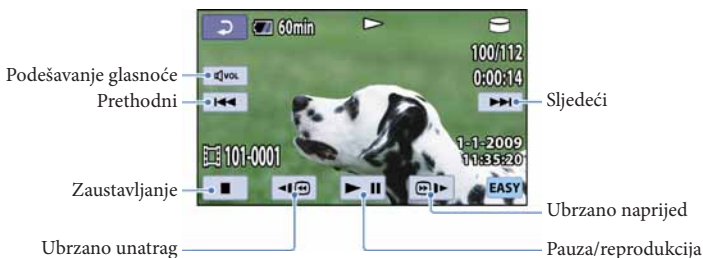 60min
100/112
Podešavanje glasnoće
VOL
0:00:14
Prethodni
Sljedeći
1-1-2009
101-0001
11:35:20
Zaustavljanje
EASY
Ubrzano naprijed
Ubrzano unatrag
Pauza/reprodukcija